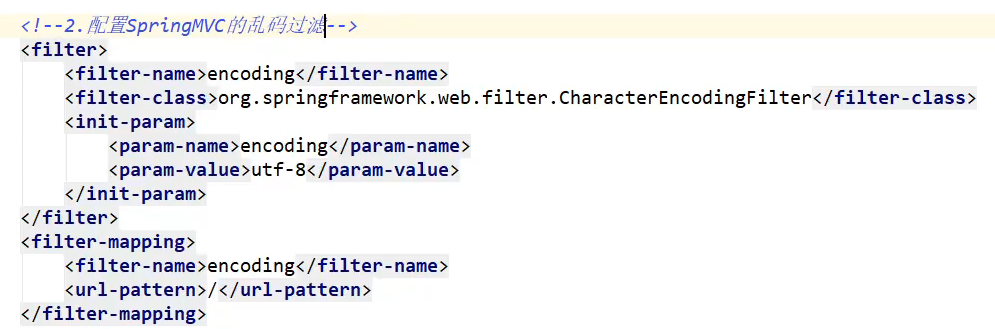 <!--2.配置SpringMVC的乱码过滤-->
<filter>
    <filter-name>encoding</filter-name>
    <filter-class>org.springframework.web.filter.CharacterEncodingFilter</filter-class>
    <init-param>
        <param-name>encoding</param-name>
        <param-value>utf-8</param-value>
    </init-param>
</filter>
<filter-mapping>
    <filter-name>encoding</filter-name>
    <url-pattern>/</url-pattern>
</filter-mapping>